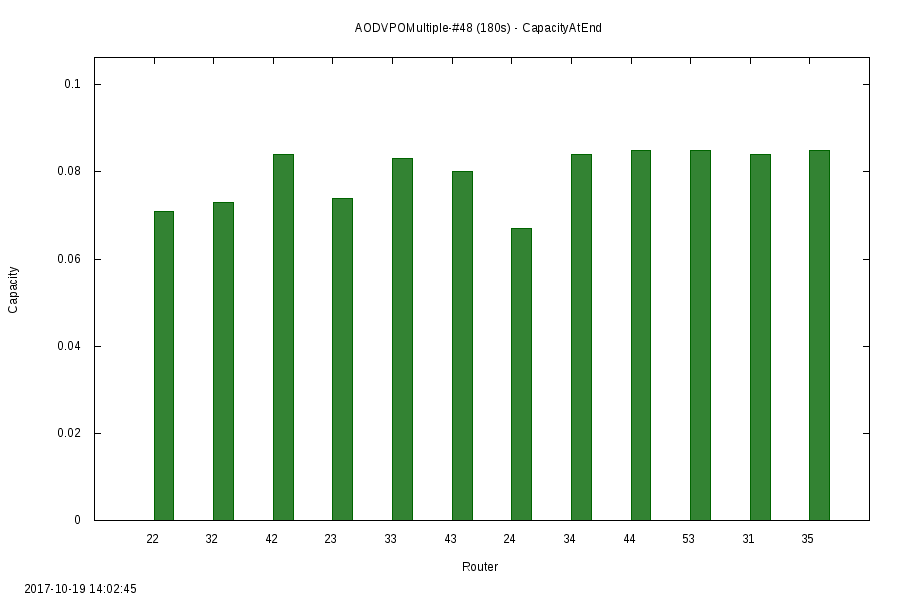 AODVPOMultiple-#48 (180s) - CapacityAtEnd
0.1
0.08
0.06
0.04
0.02
0
Capacity
22 32 42 23 33 43 24 34 44 53 31 35
Router
2017-10-19 14:02:45